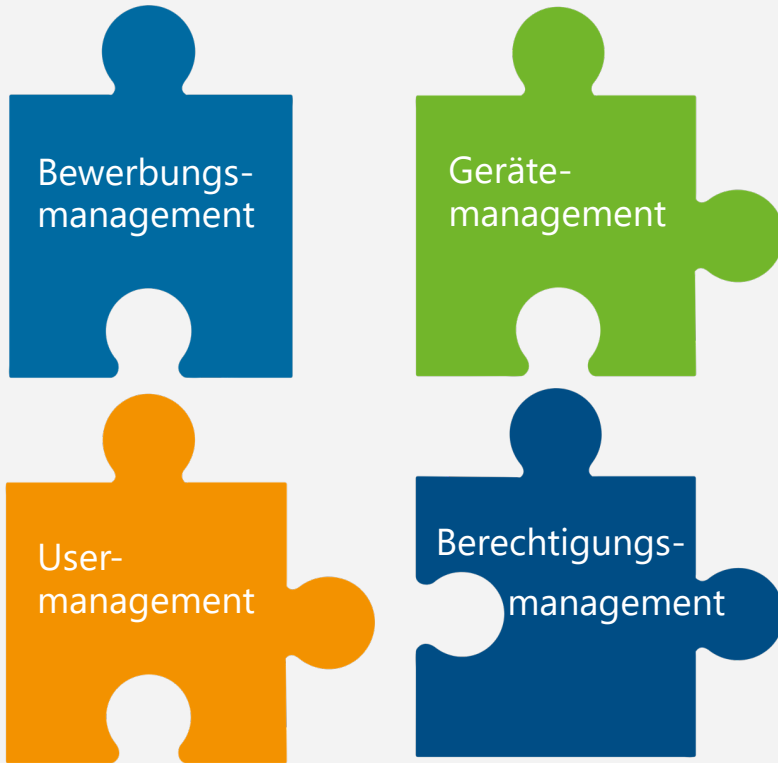 Bewerbungs-
management
Geräte-
management
User-
management
Berechtigungs-
management